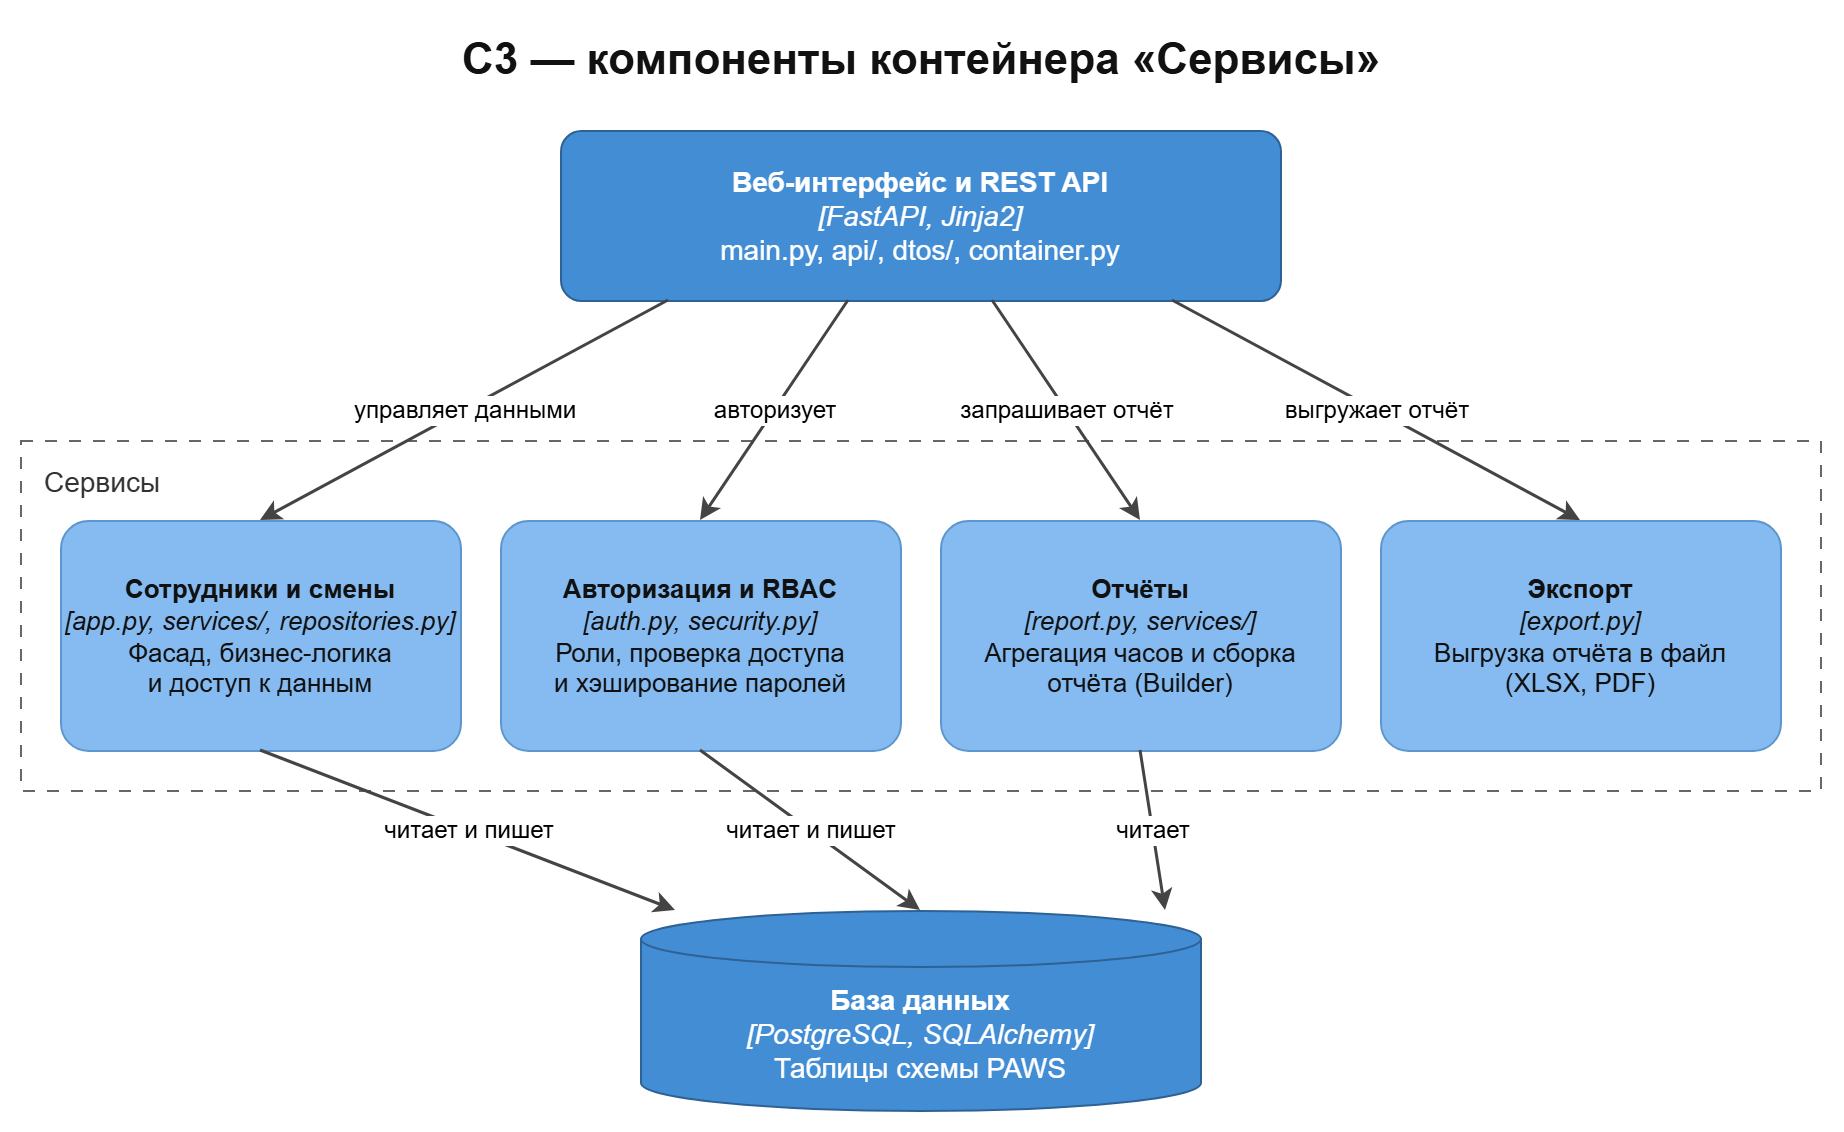 С3 — компоненты контейнера «Сервисы»
Веб-интерфейс и REST API
[FastAPI, Jinja2]
main.py, api/, dtos/, container.py
управляет данными
авторизует
запрашивает отчёт
выгружает отчёт
Сервисы
Сотрудники и смены
[app.py, services/, repositories.py]
Фасад, бизнес-логика
и доступ к данным
Авторизация и RBAC
[auth.py, security.py]
Роли, проверка доступа
и хэширование паролей
Отчёты
[report.py, services/]
Агрегация часов и сборка
отчёта (Builder)
Экспорт
[export.py]
Выгрузка отчёта в файл
(XLSX, PDF)
читает и пишет
читает и пишет
читает
База данных
[PostgreSQL, SQLAlchemy]
Таблицы схемы PAWS